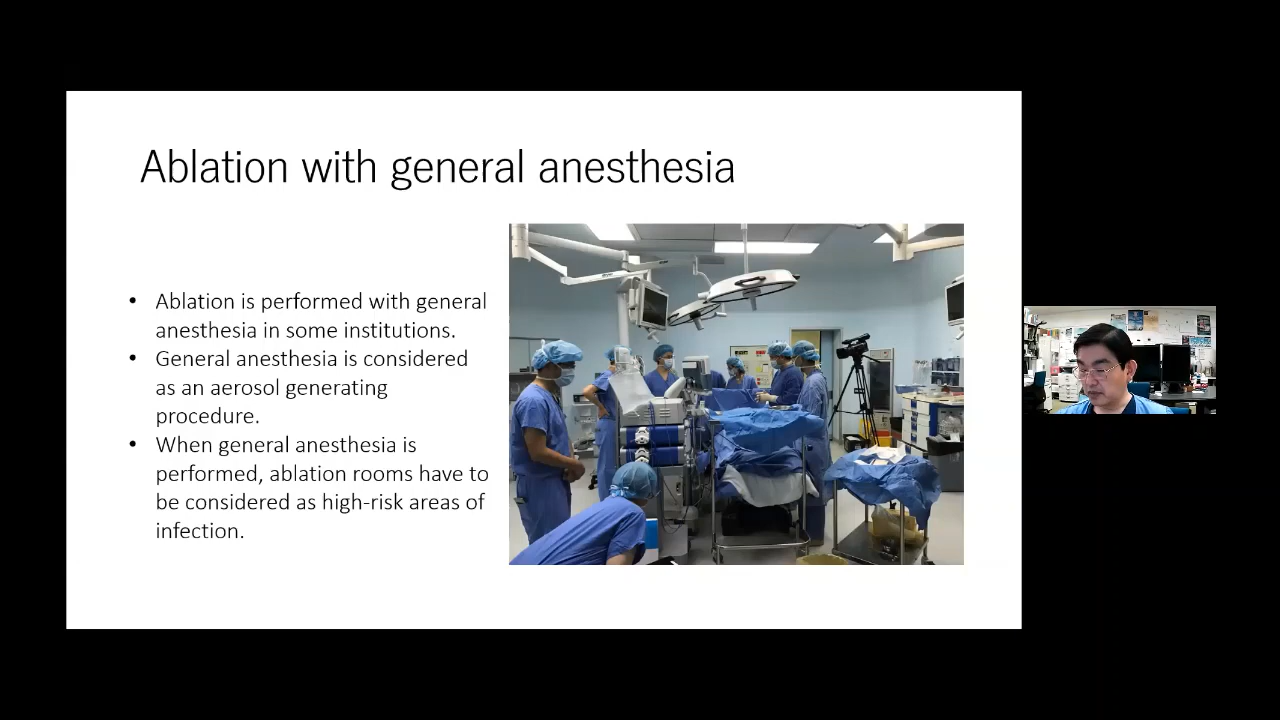 Ablation with general anesthesia
• Ablation is performed with general
anesthesia in some institutions.
• General anesthesia is considered
as an aerosol generating
procedure.
• When general anesthesia is
performed, ablation rooms have to
be considered as high-risk areas of
infection.